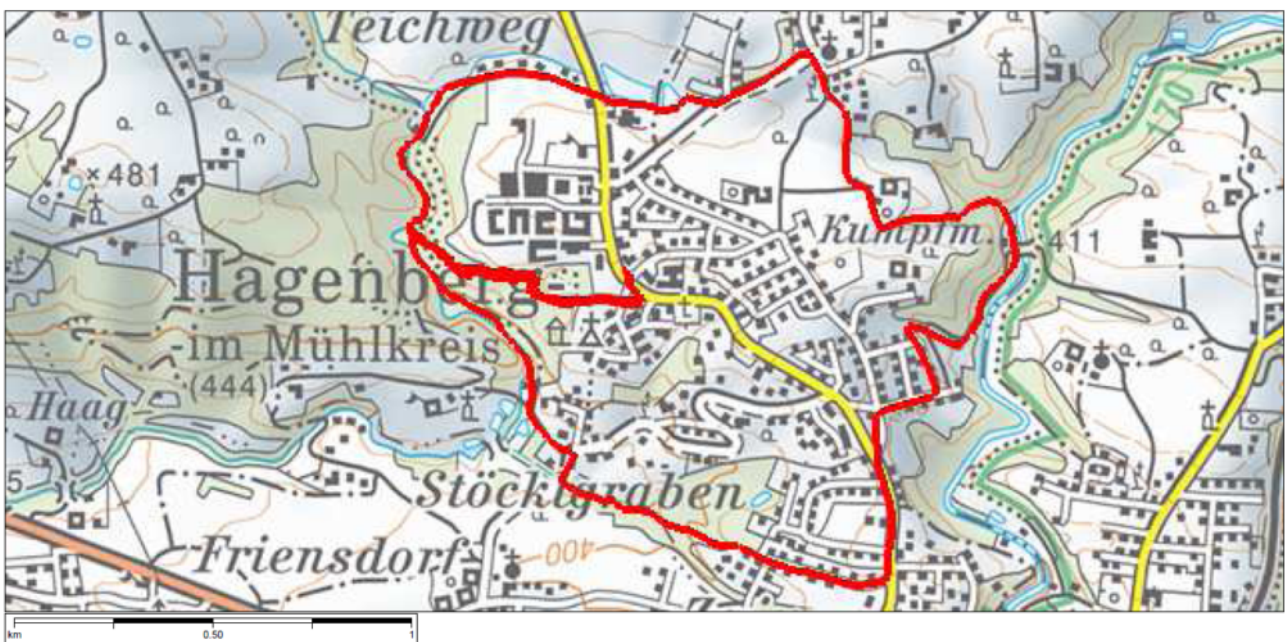 Teichweg
481
170
Kumpfm.
411
Hagenberg
im Mühlkreis
(444)
Haag
5
Stöcklgraben
Friensdorf
400
km 0.50 1